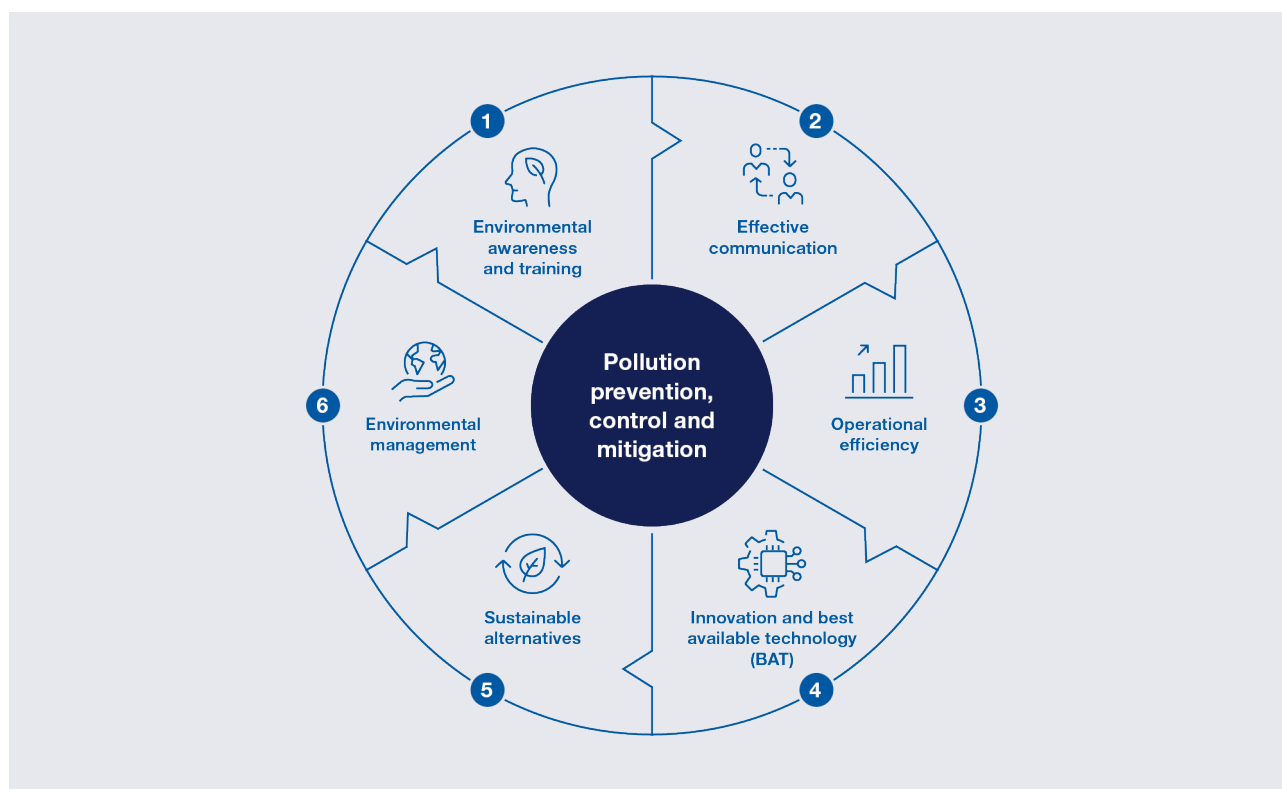 1
Environmental
awareness
and training
2
Effective
communication
3
Operational
efficiency
4
Innovation and best
available technology
(BAT)
5
Sustainable
alternatives
6
Environmental
management
Pollution
prevention,
control and
mitigation